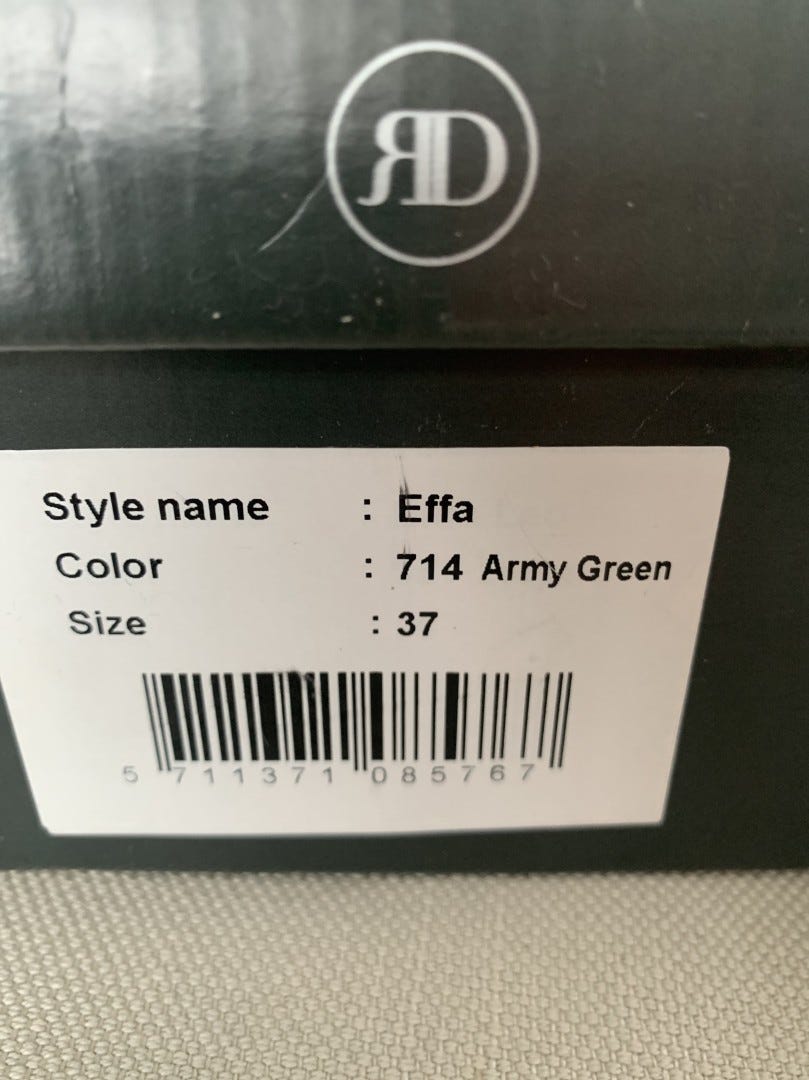 RD
Style name : Effa
Color : 714 Army Green
Size : 37
5 711371 085767